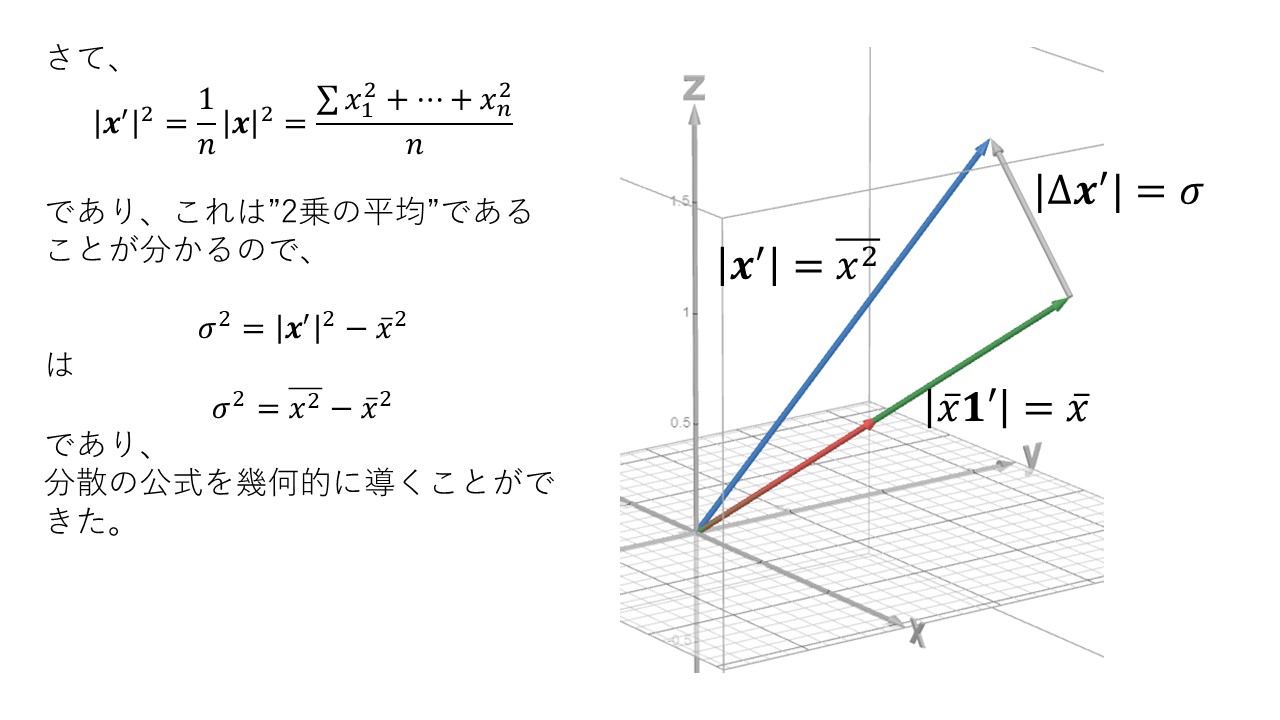 さて、
|𝒙′|² = 1/n |𝒙|² = (∑ x₁² + ⋯ + xₙ²)/n
であり、これは”2乗の平均”である
ことが分かるので、
σ² = |𝒙′|² − x̄²
は
σ² = x²̅ − x̄²
であり、
分散の公式を幾何的に導くことがで
きた。
z
1.5
|Δ𝒙′| = σ
|𝒙′| = x²̅
1
0.5
|x̄𝟏′| = x̄
y
x
-0.5